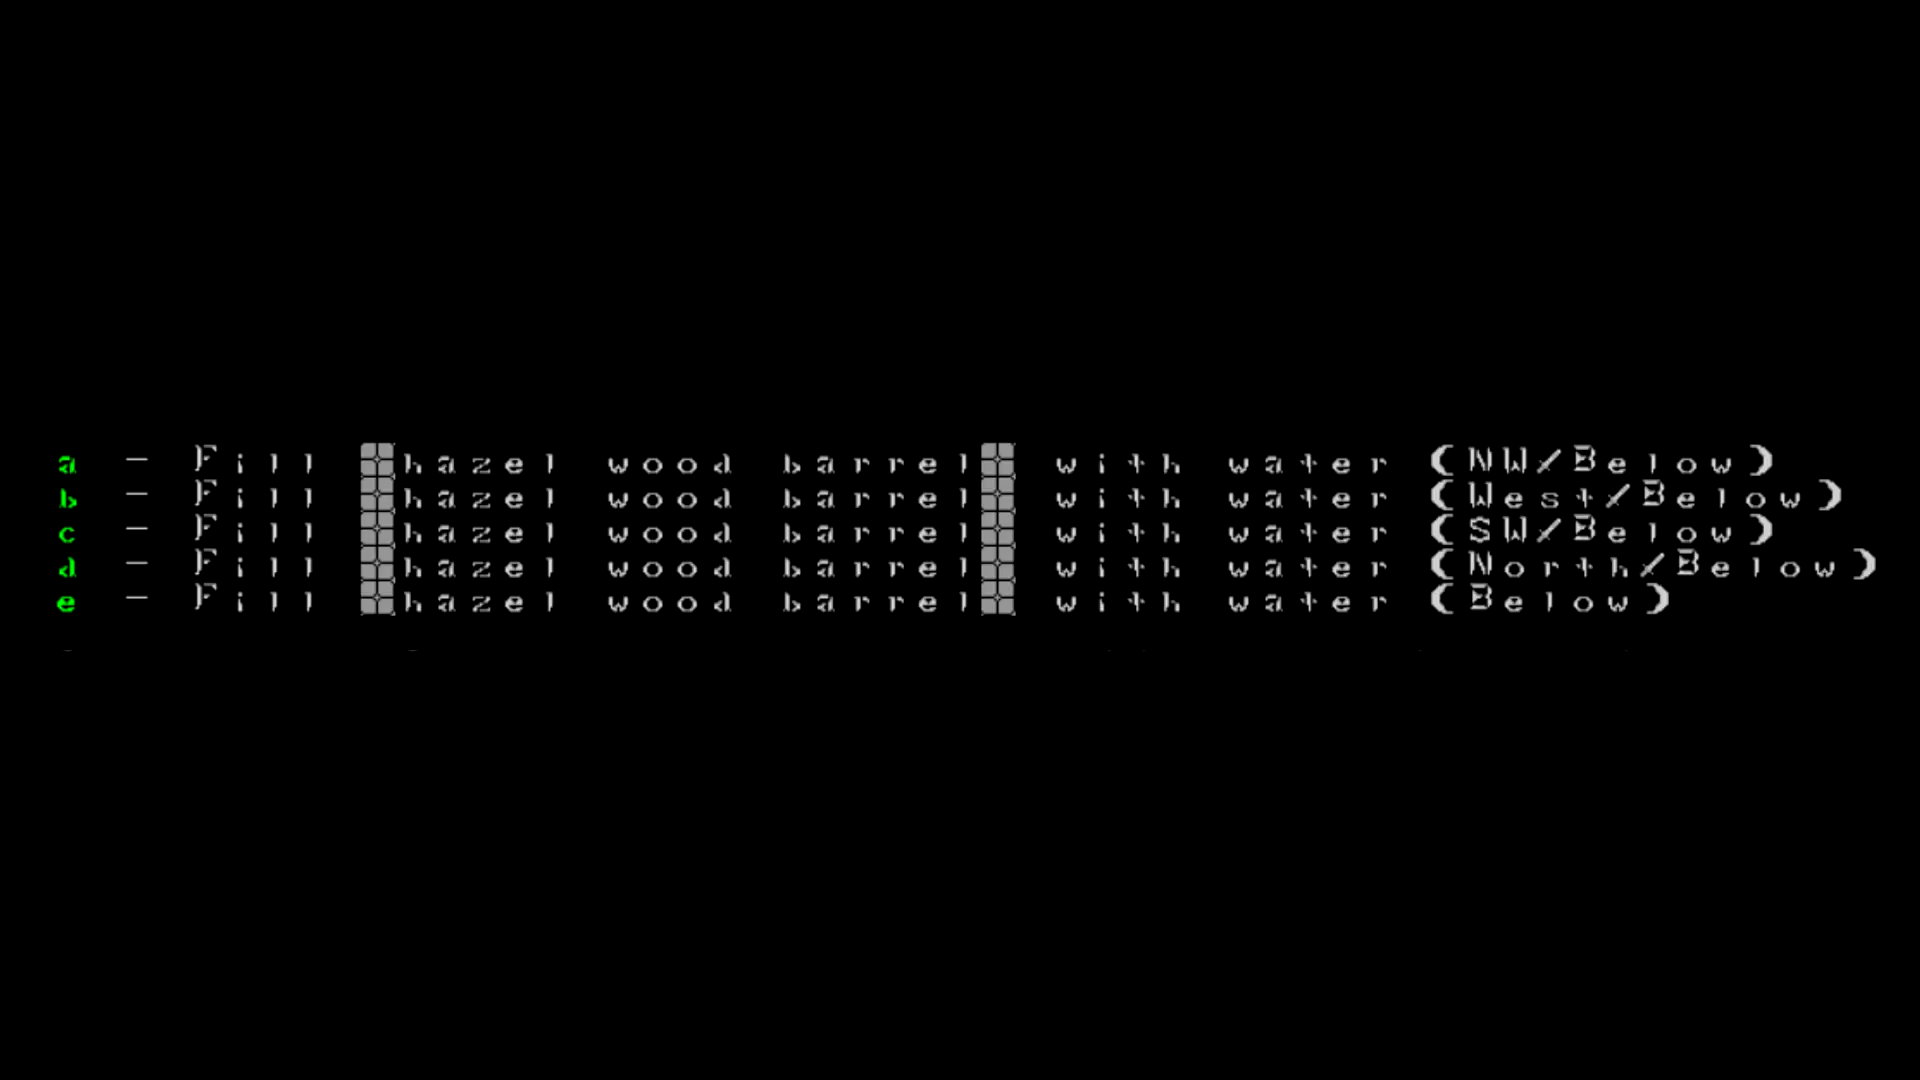 a - Fill ╬hazel wood barrel╬ with water (NW/Below)
b - Fill ╬hazel wood barrel╬ with water (West/Below)
c - Fill ╬hazel wood barrel╬ with water (SW/Below)
d - Fill ╬hazel wood barrel╬ with water (North/Below)
e - Fill ╬hazel wood barrel╬ with water (Below)